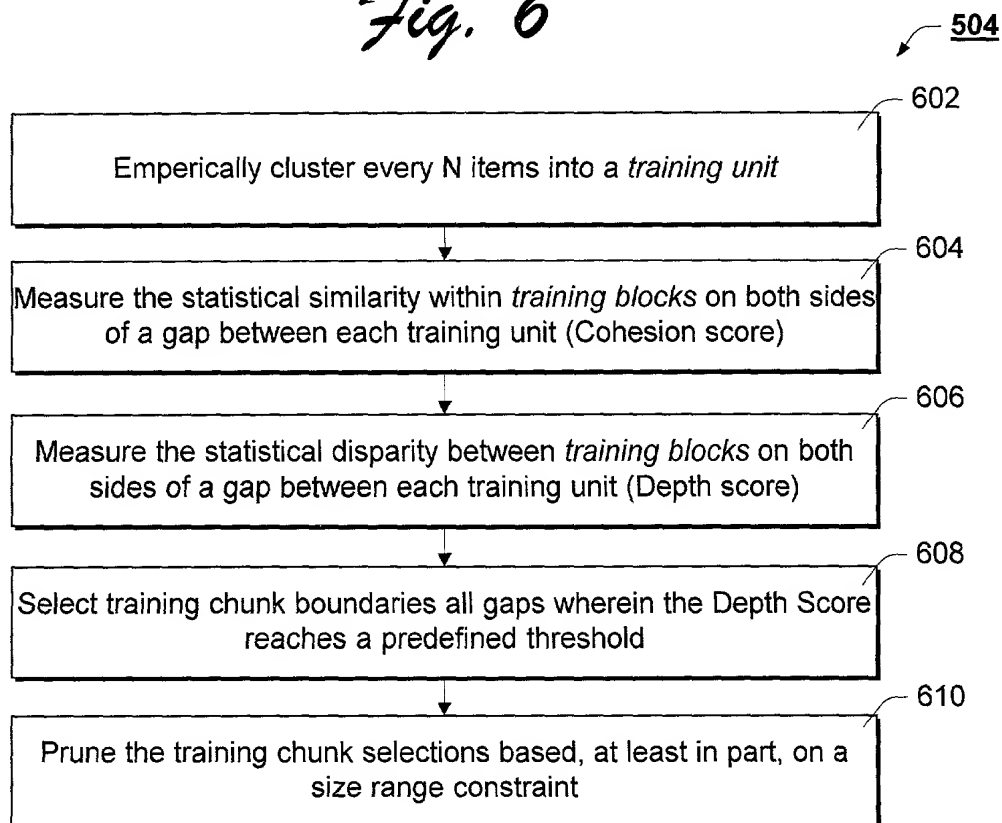 Fig. 6
504
602
Emperically cluster every N items into a training unit
604
Measure the statistical similarity within training blocks on both sides
of a gap between each training unit (Cohesion score)
606
Measure the statistical disparity between training blocks on both
sides of a gap between each training unit (Depth score)
608
Select training chunk boundaries all gaps wherein the Depth Score
reaches a predefined threshold
610
Prune the training chunk selections based, at least in part, on a
size range constraint